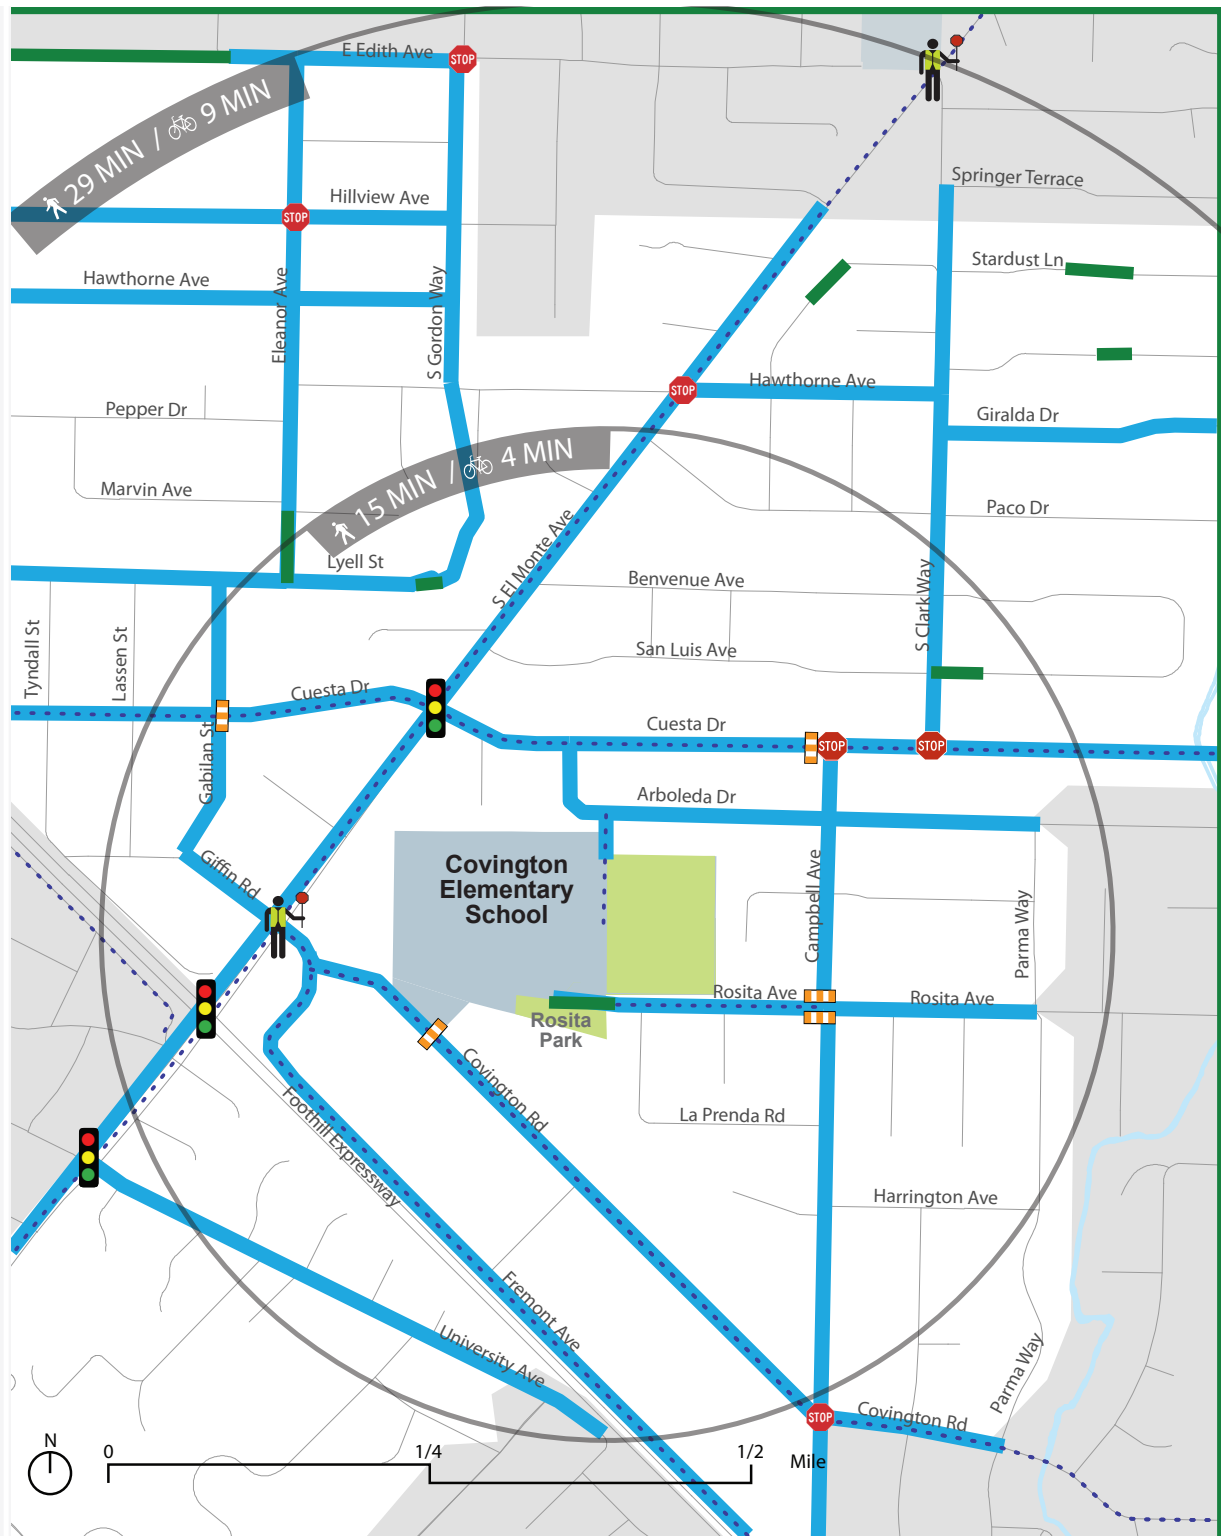 E Edith Ave
STOP
29 MIN / 9 MIN
Springer Terrace
Hillview Ave
STOP
Stardust Ln
Hawthorne Ave
Eleanor Ave
S Gordon Way
STOP
Hawthorne Ave
Pepper Dr
Giralda Dr
15 MIN / 4 MIN
Marvin Ave
Paco Dr
S El Monte Ave
Lyell St
Benvenue Ave
S Clark Way
Tyndall St
Lassen St
San Luis Ave
Cuesta Dr
Cuesta Dr
STOP
STOP
Gabilan St
Arboleda Dr
Giffin Rd
Covington
Elementary
School
Campbell Ave
Parma Way
Rosita Ave
Rosita Ave
Rosita
Park
Covington Rd
La Prenda Rd
Foothill Expressway
Harrington Ave
Fremont Ave
University Ave
Parma Way
STOP
Covington Rd
N
0
1/4
1/2
Mile